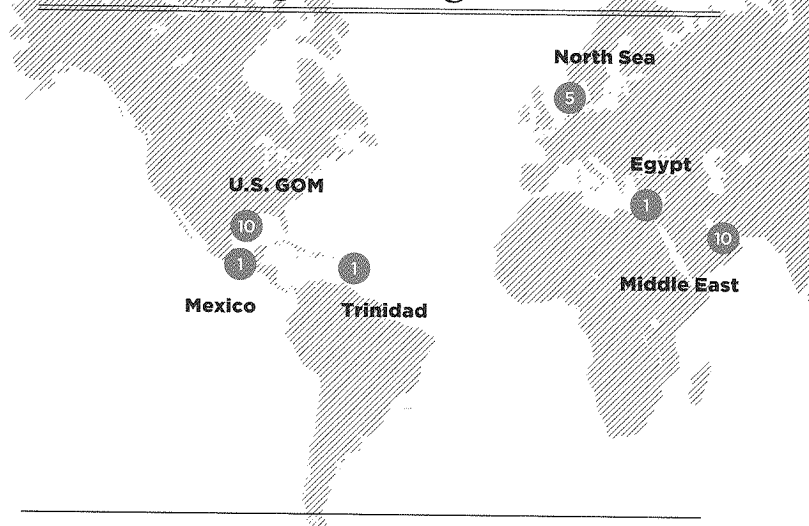 North Sea
5
Egypt
1
U.S. GOM
10
10
1
1
Middle East
Mexico
Trinidad